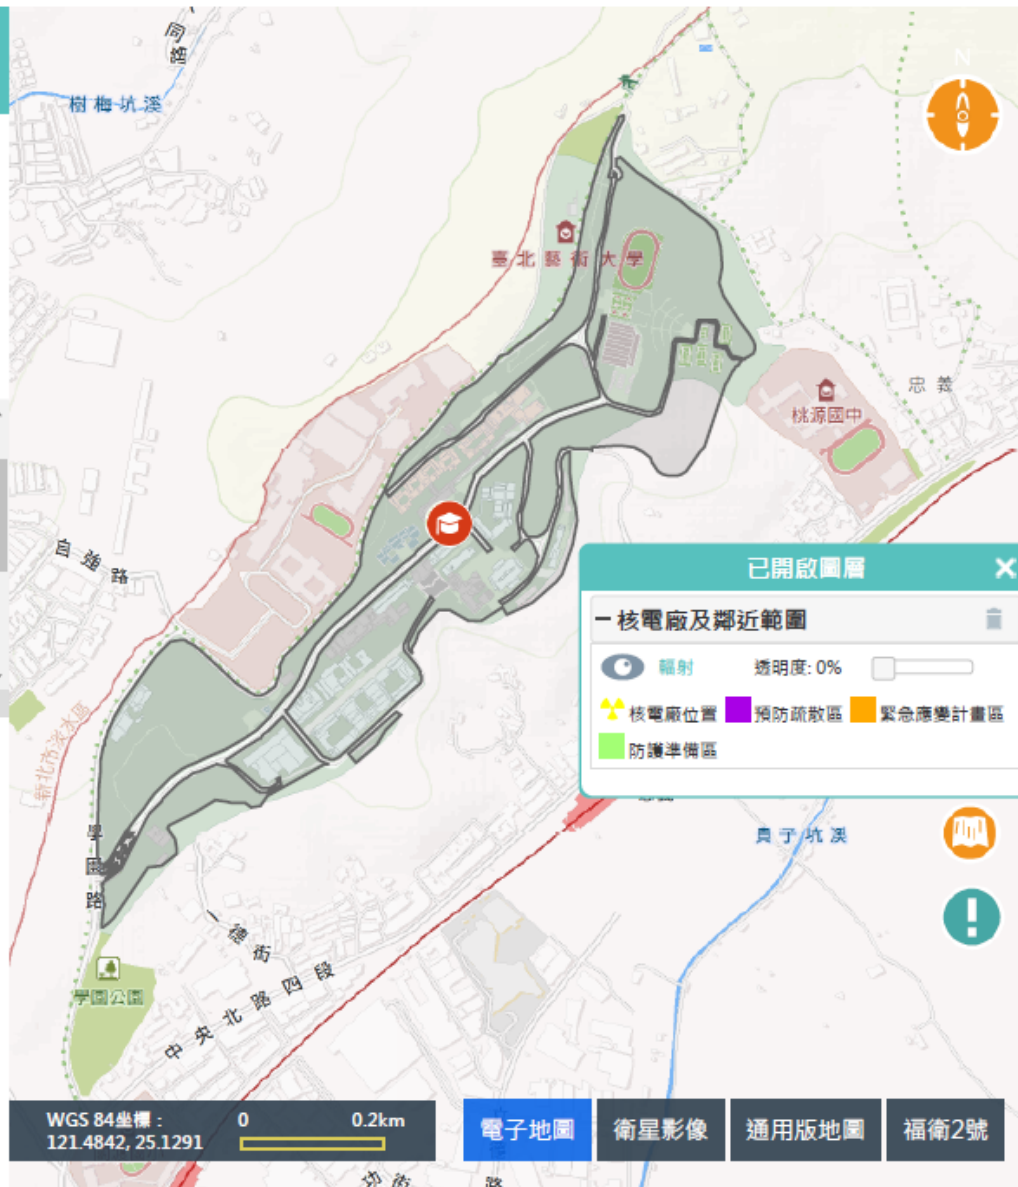 同路
樹梅坑溪
N
臺北藝術大學
忠義
桃源國中
自強路
已開啟圖層
核電廠及鄰近範圍
輻射 透明度: 0%
核電廠位置 預防疏散區 緊急應變計畫區
防護準備區
新北市淡水區
學園路
貴子坑溪
一德街
學園公園
中央北路四段
WGS 84坐標：
121.4842, 25.1291
0 0.2km
電子地圖 衛星影像 通用版地圖 福衛2號
路